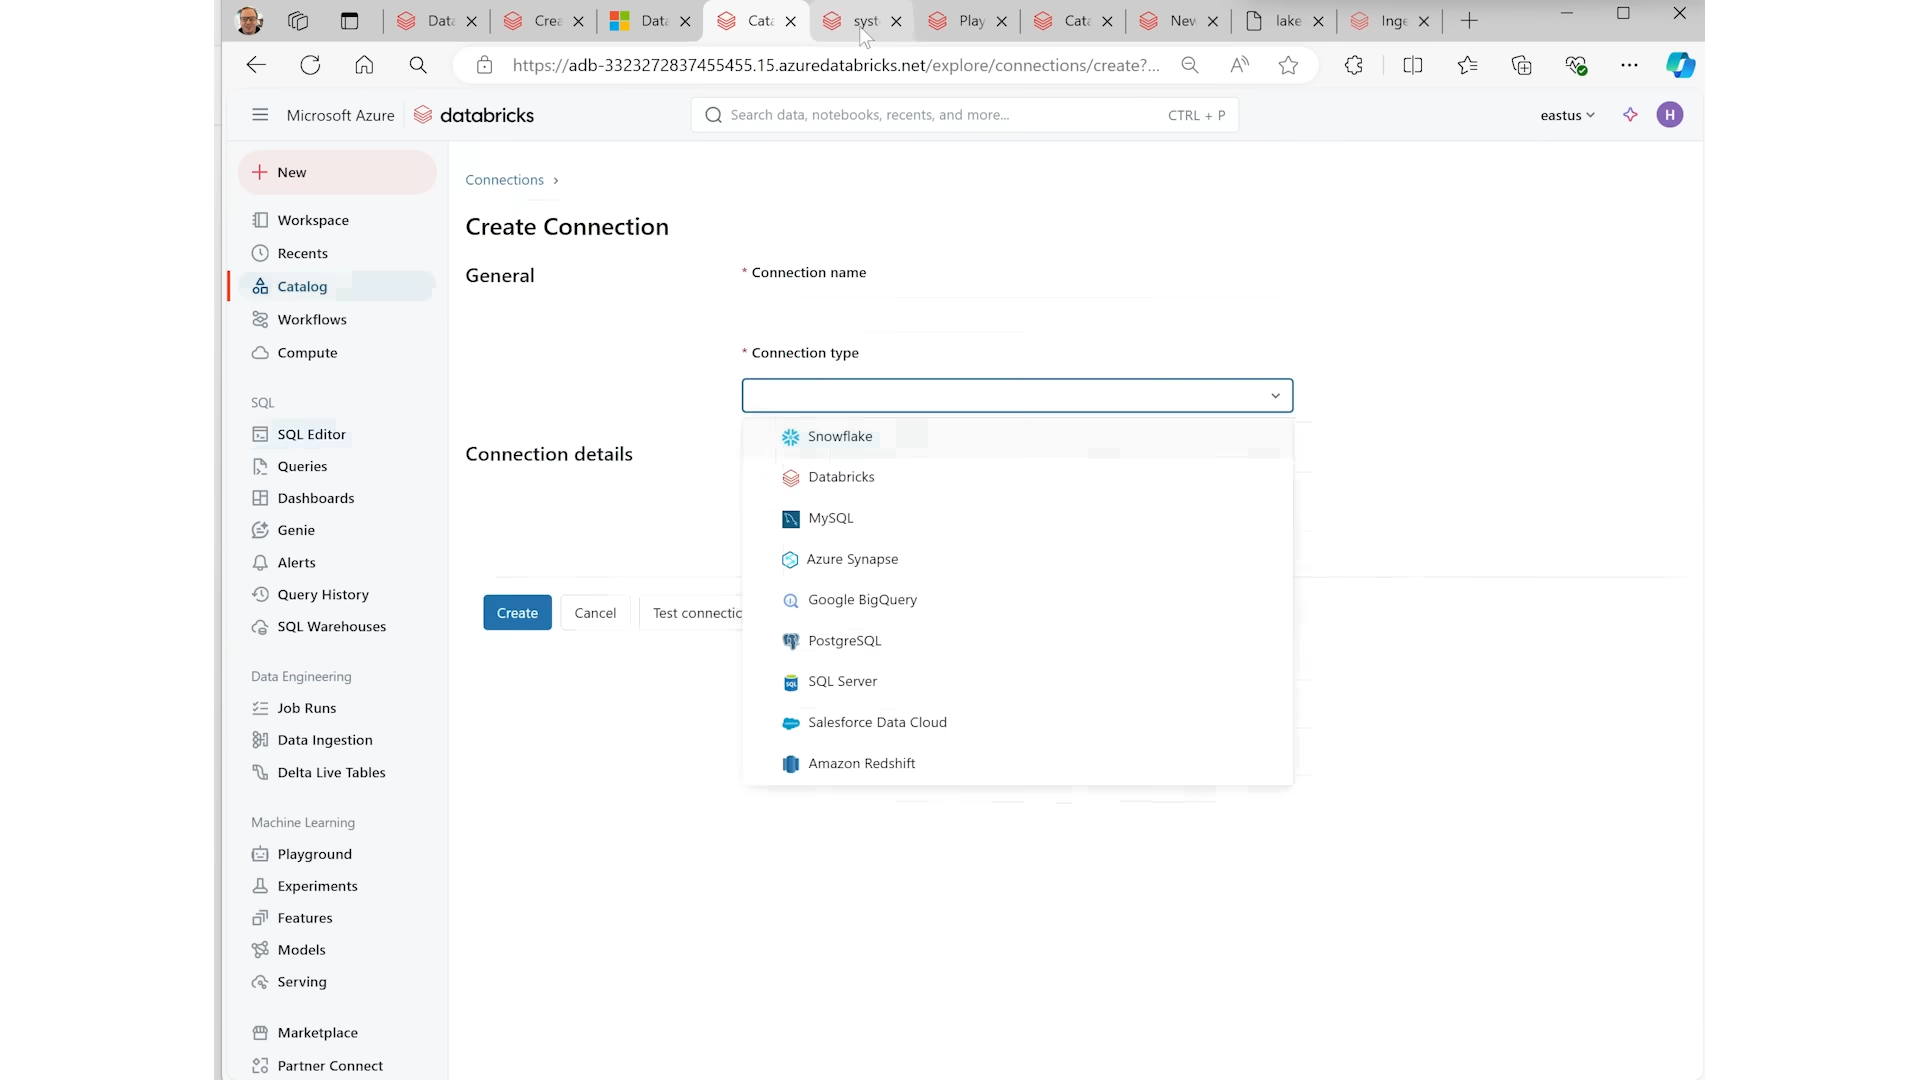 Data
Crea
Data
Cata
syst
Play
Cata
New
lake
Inge
https://adb-3323272837455455.15.azuredatabricks.net/explore/connections/create?...
Microsoft Azure
databricks
Search data, notebooks, recents, and more...
CTRL + P
eastus
H
New
Workspace
Recents
Catalog
Workflows
Compute
SQL
SQL Editor
Queries
Dashboards
Genie
Alerts
Query History
SQL Warehouses
Data Engineering
Job Runs
Data Ingestion
Delta Live Tables
Machine Learning
Playground
Experiments
Features
Models
Serving
Marketplace
Partner Connect
Connections ›
Create Connection
General
* Connection name
* Connection type
Connection details
Snowflake
Databricks
MySQL
Azure Synapse
Google BigQuery
PostgreSQL
SQL Server
Salesforce Data Cloud
Amazon Redshift
Create
Cancel
Test connectio